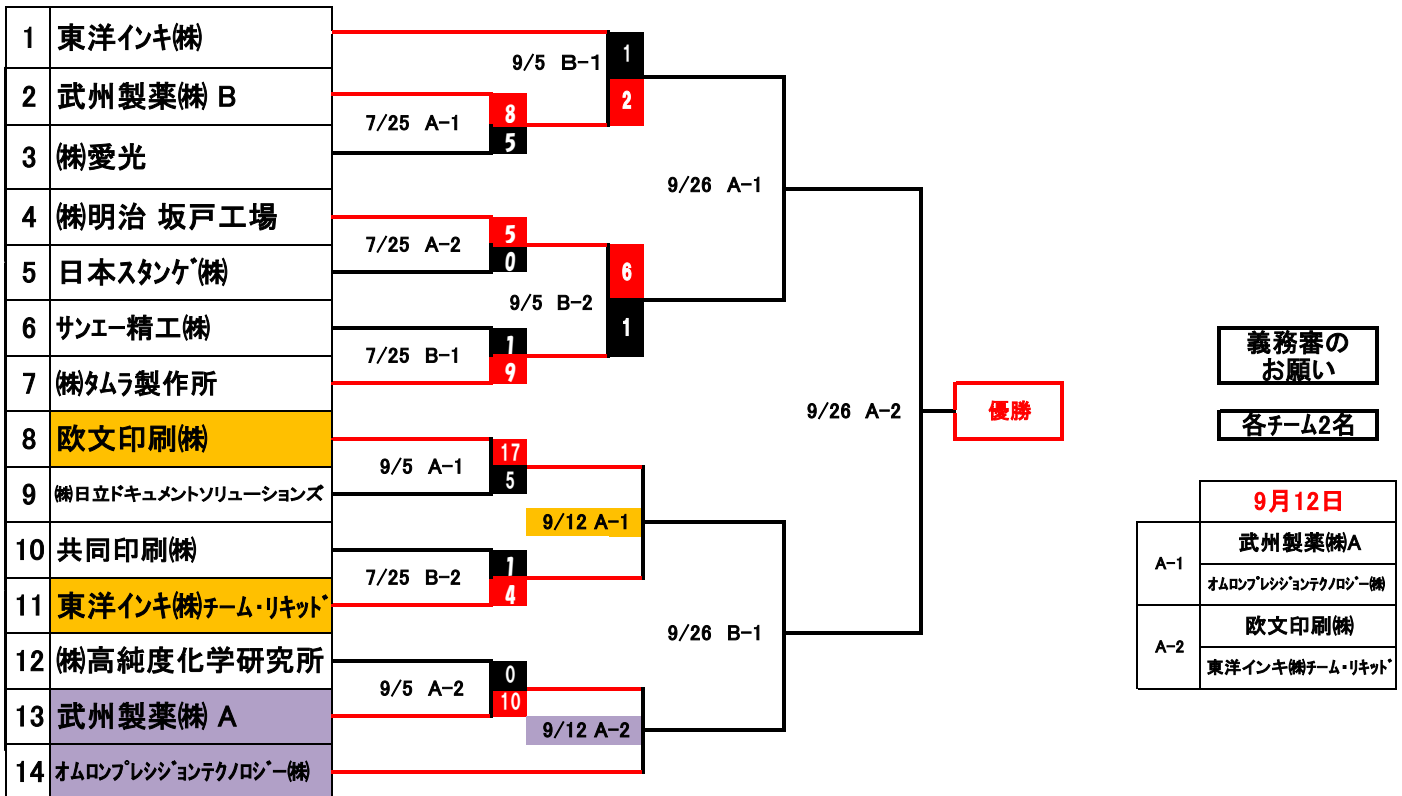 1 東洋インキ㈱
2 武州製薬㈱ B
3 ㈱愛光
4 ㈱明治 坂戸工場
5 日本スタンゲ㈱
6 サンエー精工㈱
7 ㈱タムラ製作所
8 欧文印刷㈱
9 ㈱日立ドキュメントソリューションズ
10 共同印刷㈱
11 東洋インキ㈱チーム・リキッド
12 ㈱高純度化学研究所
13 武州製薬㈱ A
14 オムロンプレシジョンテクノロジー㈱
7/25 A-1
8
5
7/25 A-2
5
0
7/25 B-1
1
9
9/5 A-1
17
5
7/25 B-2
1
4
9/5 A-2
0
10
9/5 B-1
1
2
9/5 B-2
6
1
9/12 A-1
9/12 A-2
9/26 A-1
9/26 B-1
9/26 A-2
優勝
義務審の
お願い
各チーム2名
9月12日
A-1
武州製薬㈱A
オムロンプレシジョンテクノロジー㈱
A-2
欧文印刷㈱
東洋インキ㈱チーム・リキッド